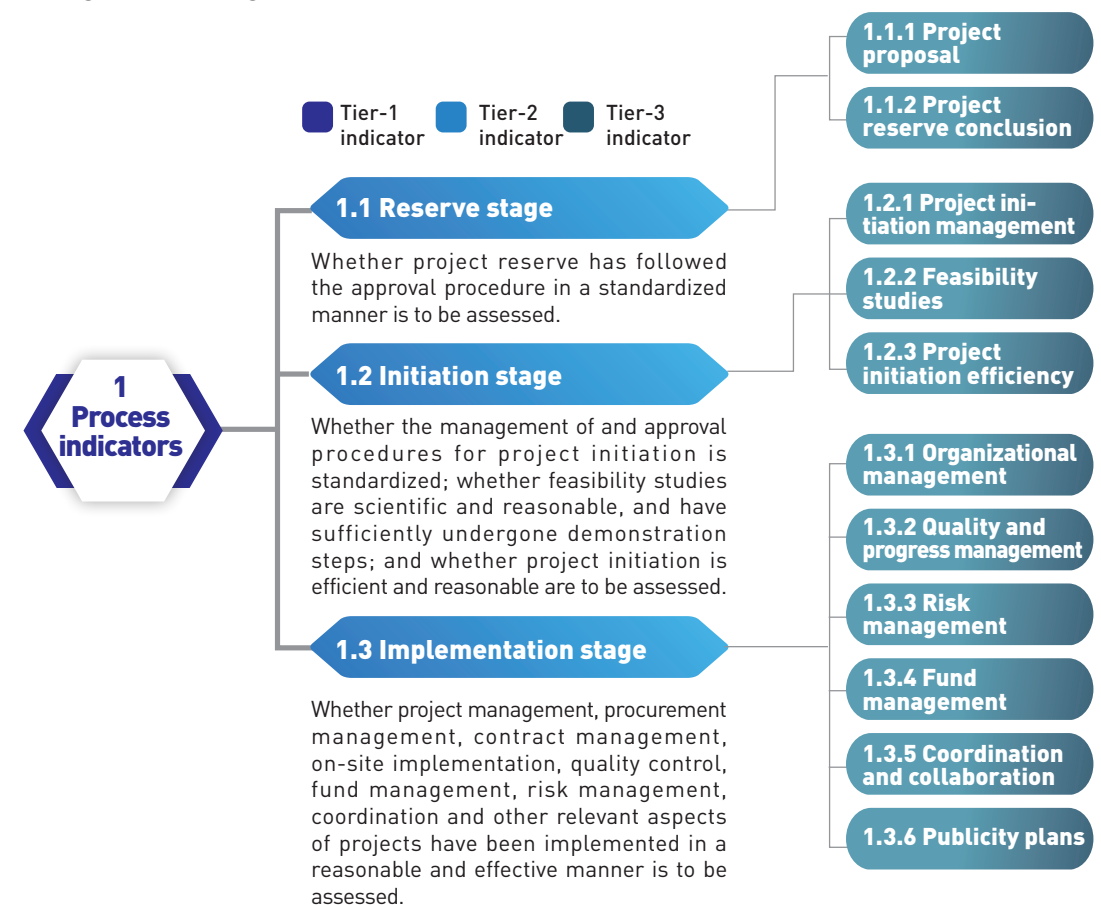 Tier-1
indicator
Tier-2
indicator
Tier-3
indicator
1
Process
indicators
1.1 Reserve stage
Whether project reserve has followed
the approval procedure in a standardized
manner is to be assessed.
1.1.1 Project
proposal
1.1.2 Project
reserve conclusion
1.2 Initiation stage
Whether the management of and approval
procedures for project initiation is
standardized; whether feasibility studies
are scientific and reasonable, and have
sufficiently undergone demonstration
steps; and whether project initiation is
efficient and reasonable are to be assessed.
1.2.1 Project ini-
tiation management
1.2.2 Feasibility
studies
1.2.3 Project
initiation efficiency
1.3 Implementation stage
Whether project management, procurement
management, contract management,
on-site implementation, quality control,
fund management, risk management,
coordination and other relevant aspects
of projects have been implemented in a
reasonable and effective manner is to be
assessed.
1.3.1 Organizational
management
1.3.2 Quality and
progress management
1.3.3 Risk
management
1.3.4 Fund
management
1.3.5 Coordination
and collaboration
1.3.6 Publicity plans